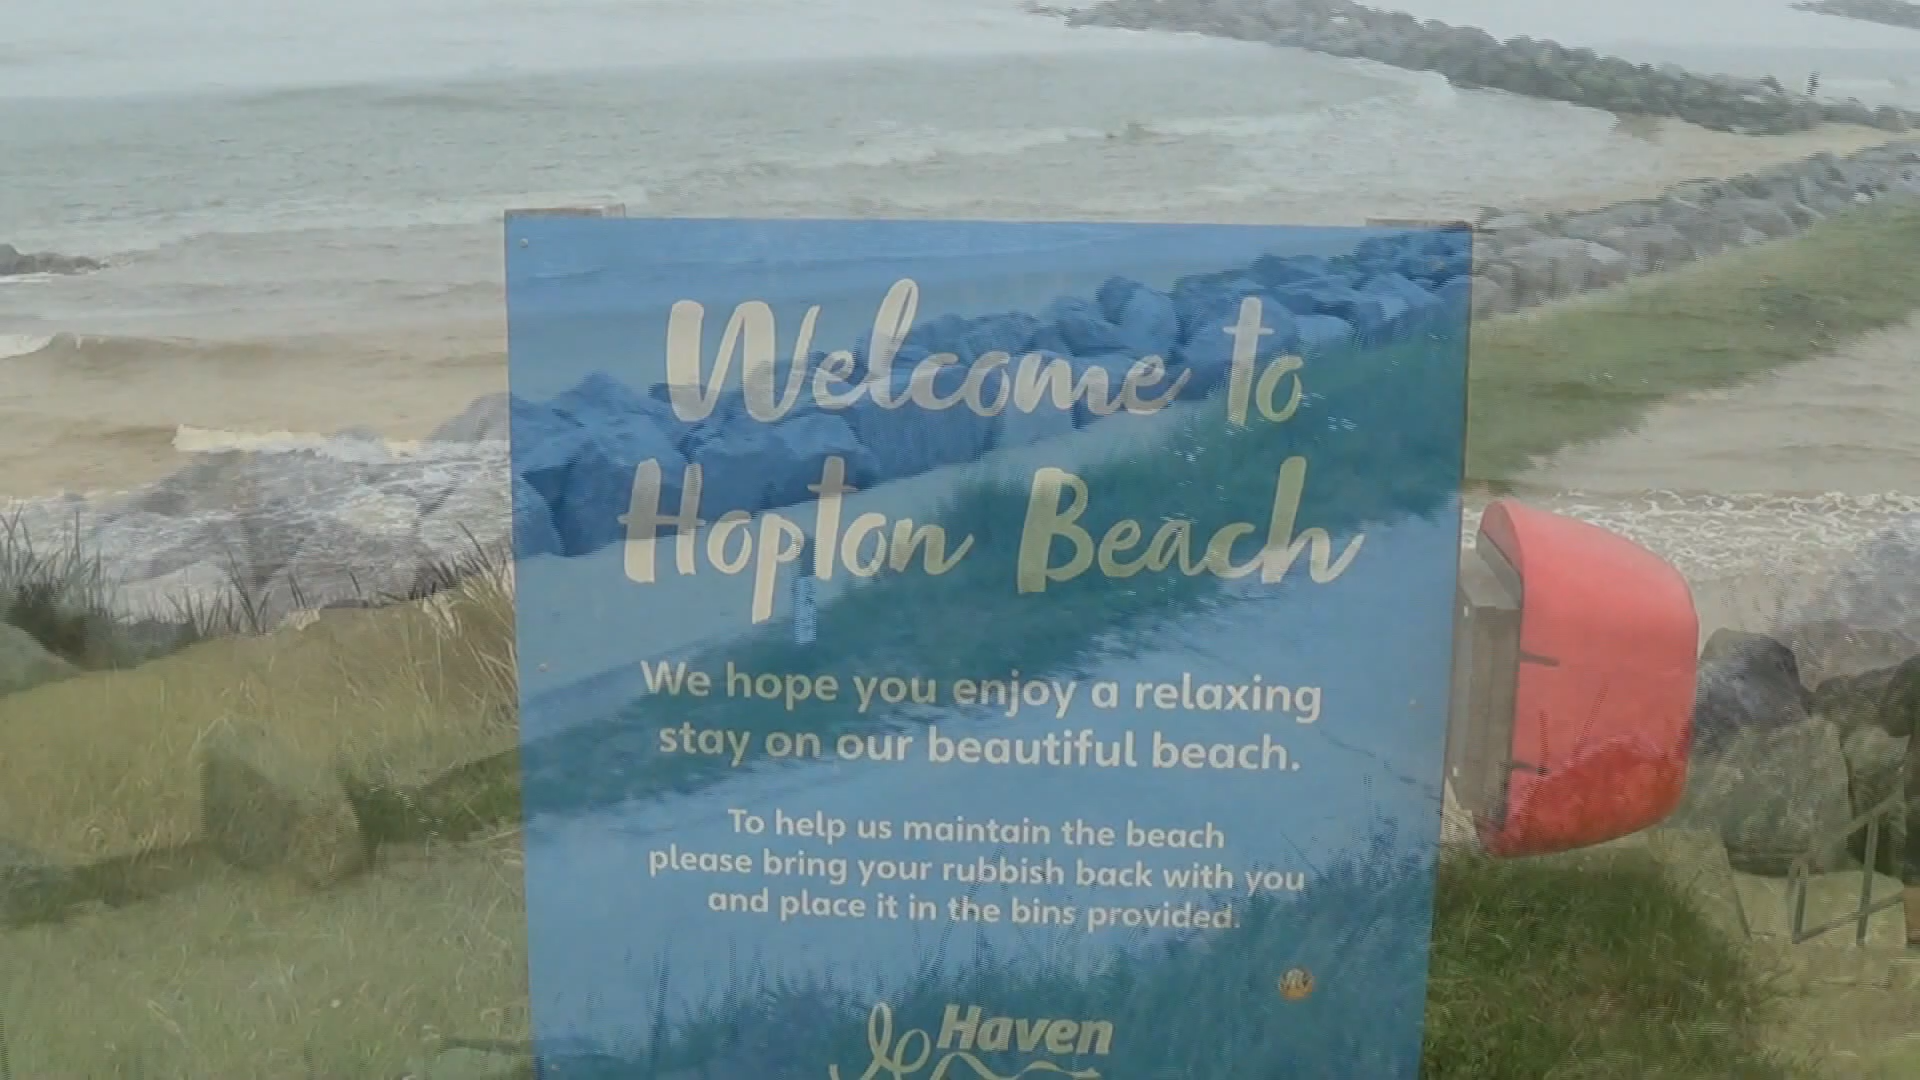 Welcome to
Hopton Beach
We hope you enjoy a relaxing
stay on our beautiful beach.
To help us maintain the beach
please bring your rubbish back with you
and place it in the bins provided.
Haven